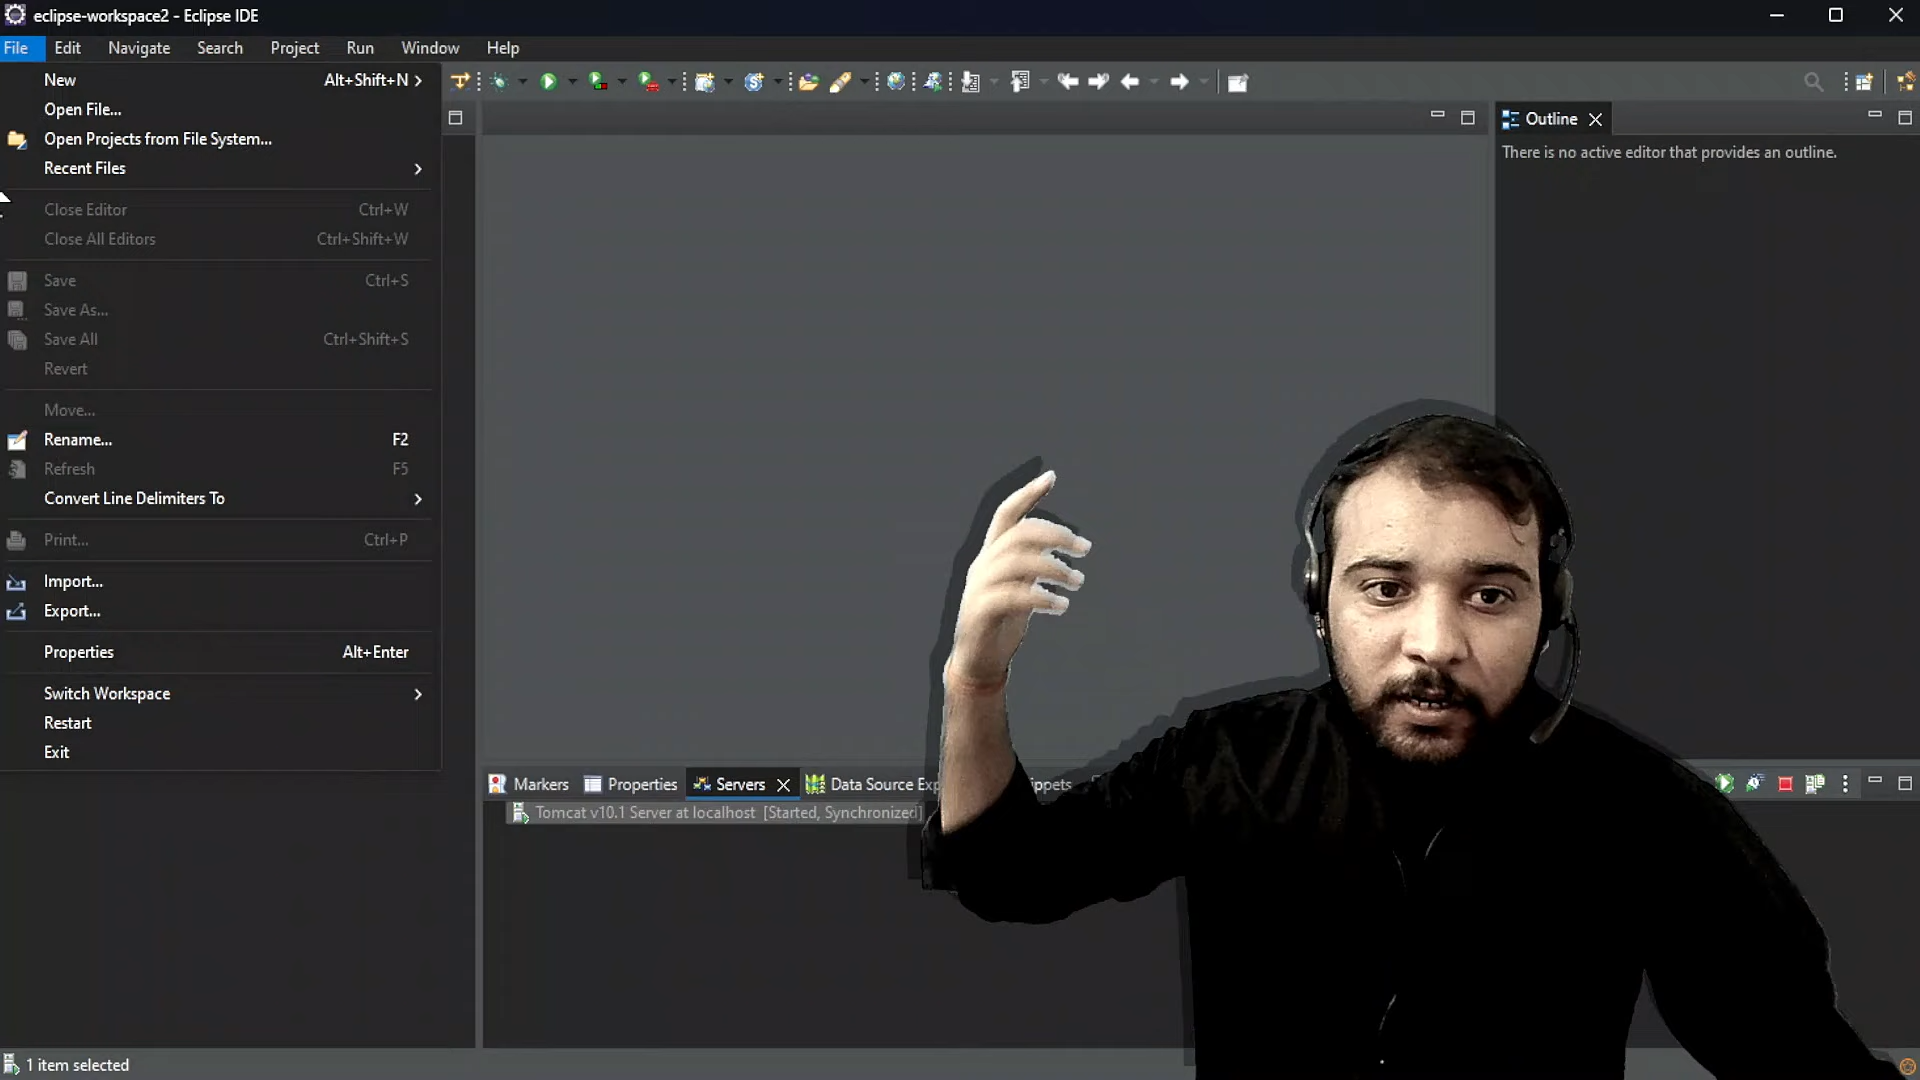 eclipse-workspace2 - Eclipse IDE
File Edit Navigate Search Project Run Window Help
New Alt+Shift+N
Open File...
Open Projects from File System...
Recent Files
Close Editor Ctrl+W
Close All Editors Ctrl+Shift+W
Save Ctrl+S
Save As...
Save All Ctrl+Shift+S
Revert
Move...
Rename... F2
Refresh F5
Convert Line Delimiters To
Print... Ctrl+P
Import...
Export...
Properties Alt+Enter
Switch Workspace
Restart
Exit
Outline
There is no active editor that provides an outline.
Markers Properties Servers Data Source
Tomcat v10.1 Server at localhost [Started, Synchronized]
1 item selected